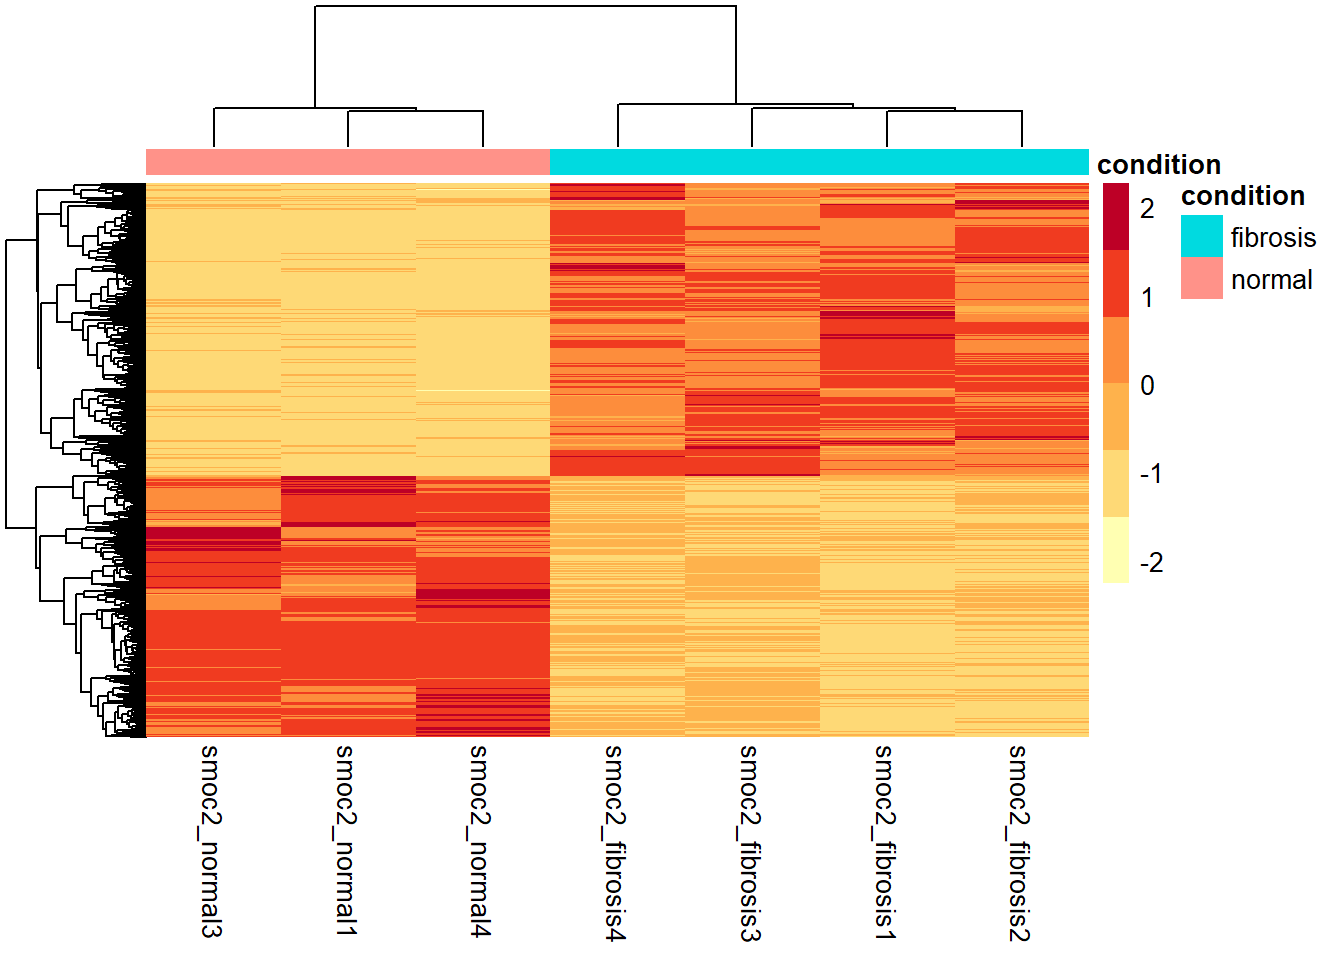 condition
2
1
0
-1
-2
condition
fibrosis
normal
smoc2_normal3
smoc2_normal1
smoc2_normal4
smoc2_fibrosis4
smoc2_fibrosis3
smoc2_fibrosis1
smoc2_fibrosis2